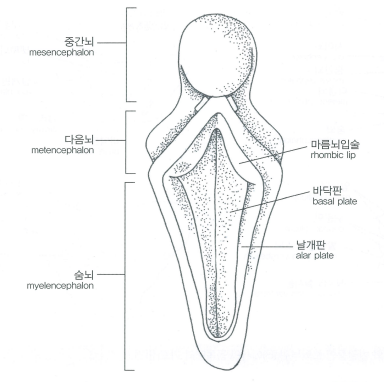 중간뇌
mesencephalon
다음뇌
metencephalon
마름뇌입술
rhombic lip
바닥판
basal plate
날개판
alar plate
숨뇌
myelencephalon